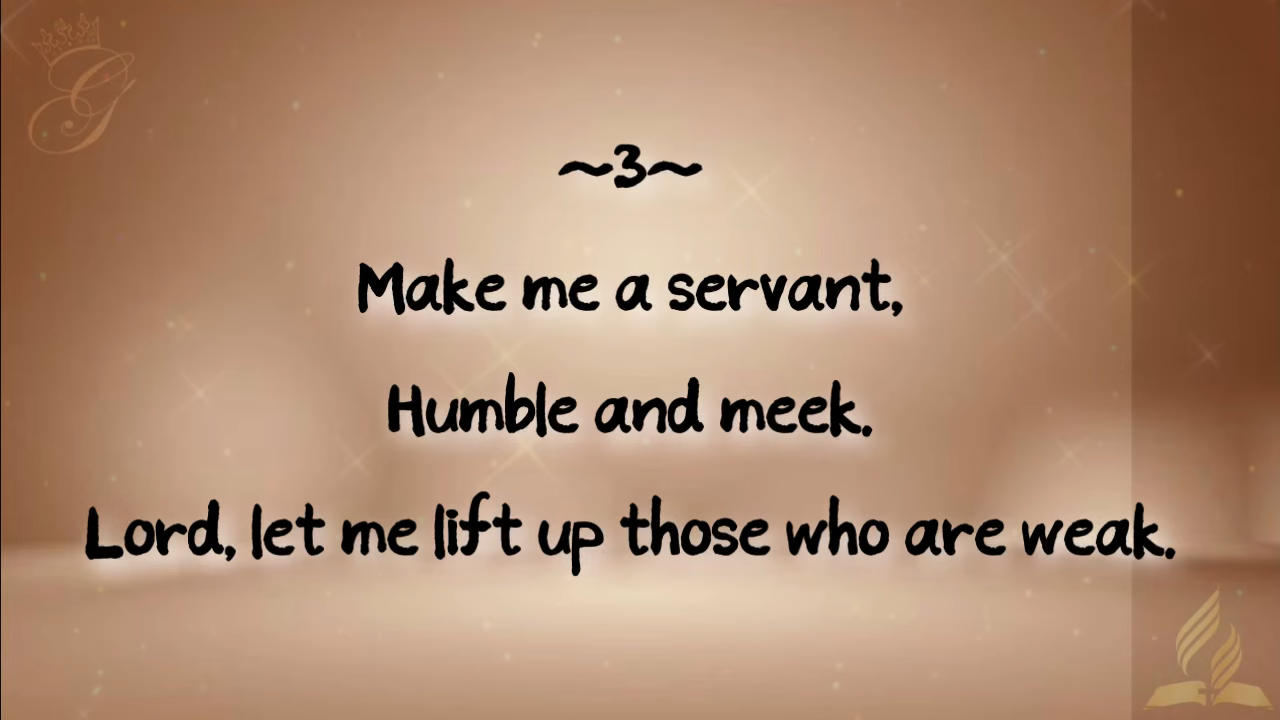 G
~3~
Make me a servant,
Humble and meek.
Lord, let me lift up those who are weak.